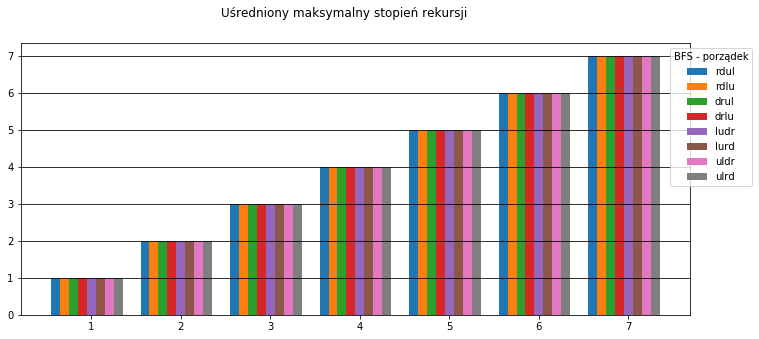 Uśredniony maksymalny stopień rekursji
7
6
5
4
3
2
1
0
1 2 3 4 5 6 7
BFS - porządek
rdul
rdlu
drul
drlu
ludr
lurd
uldr
ulrd